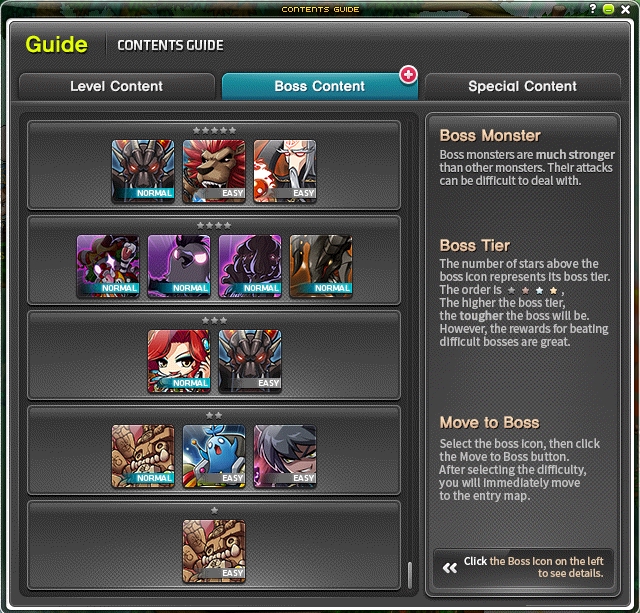 CONTENTS GUIDE
?
Guide
CONTENTS GUIDE
Level Content
Boss Content
Special Content
NORMAL
EASY
EASY
NORMAL
NORMAL
NORMAL
NORMAL
NORMAL
EASY
NORMAL
EASY
EASY
EASY
Boss Monster
Boss monsters are much stronger
than other monsters. Their attacks
can be difficult to deal with.
Boss Tier
The number of stars above the
boss icon represents its boss tier.
The order is ★ ★ ★ ★ ,
The higher the boss tier,
the tougher the boss will be.
However, the rewards for beating
difficult bosses are great.
Move to Boss
Select the boss icon, then click
the Move to Boss button.
After selecting the difficulty,
you will immediately move
to the entry map.
Click the Boss icon on the left
to see details.